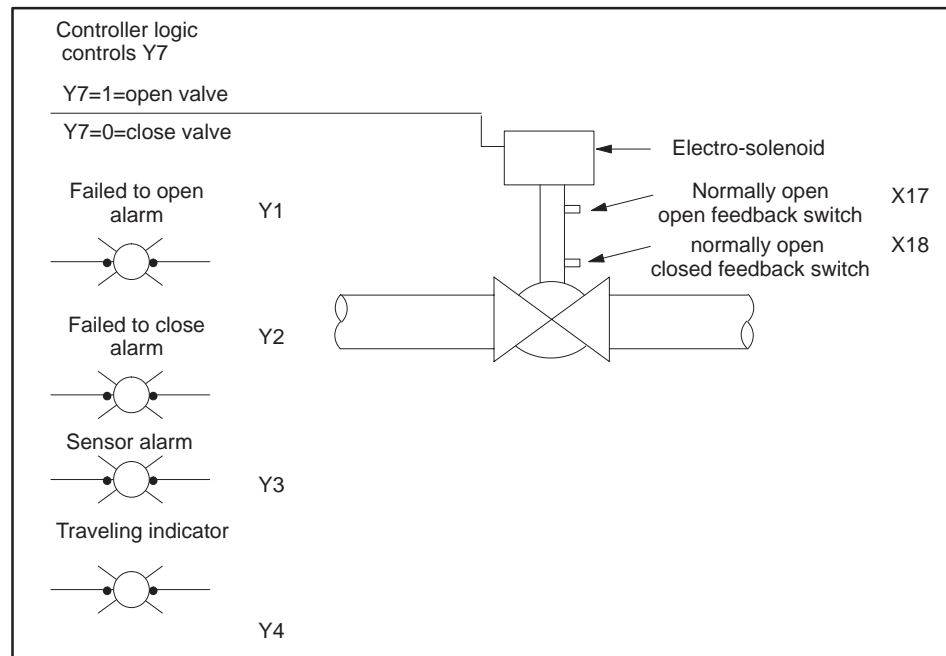 Controller logic
controls Y7
Y7=1=open valve
Y7=0=close valve
Electro-solenoid
Failed to open
alarm
Y1
Normally open
open feedback switch
X17
normally open
closed feedback switch
X18
Failed to close
alarm
Y2
Sensor alarm
Y3
Traveling indicator
Y4